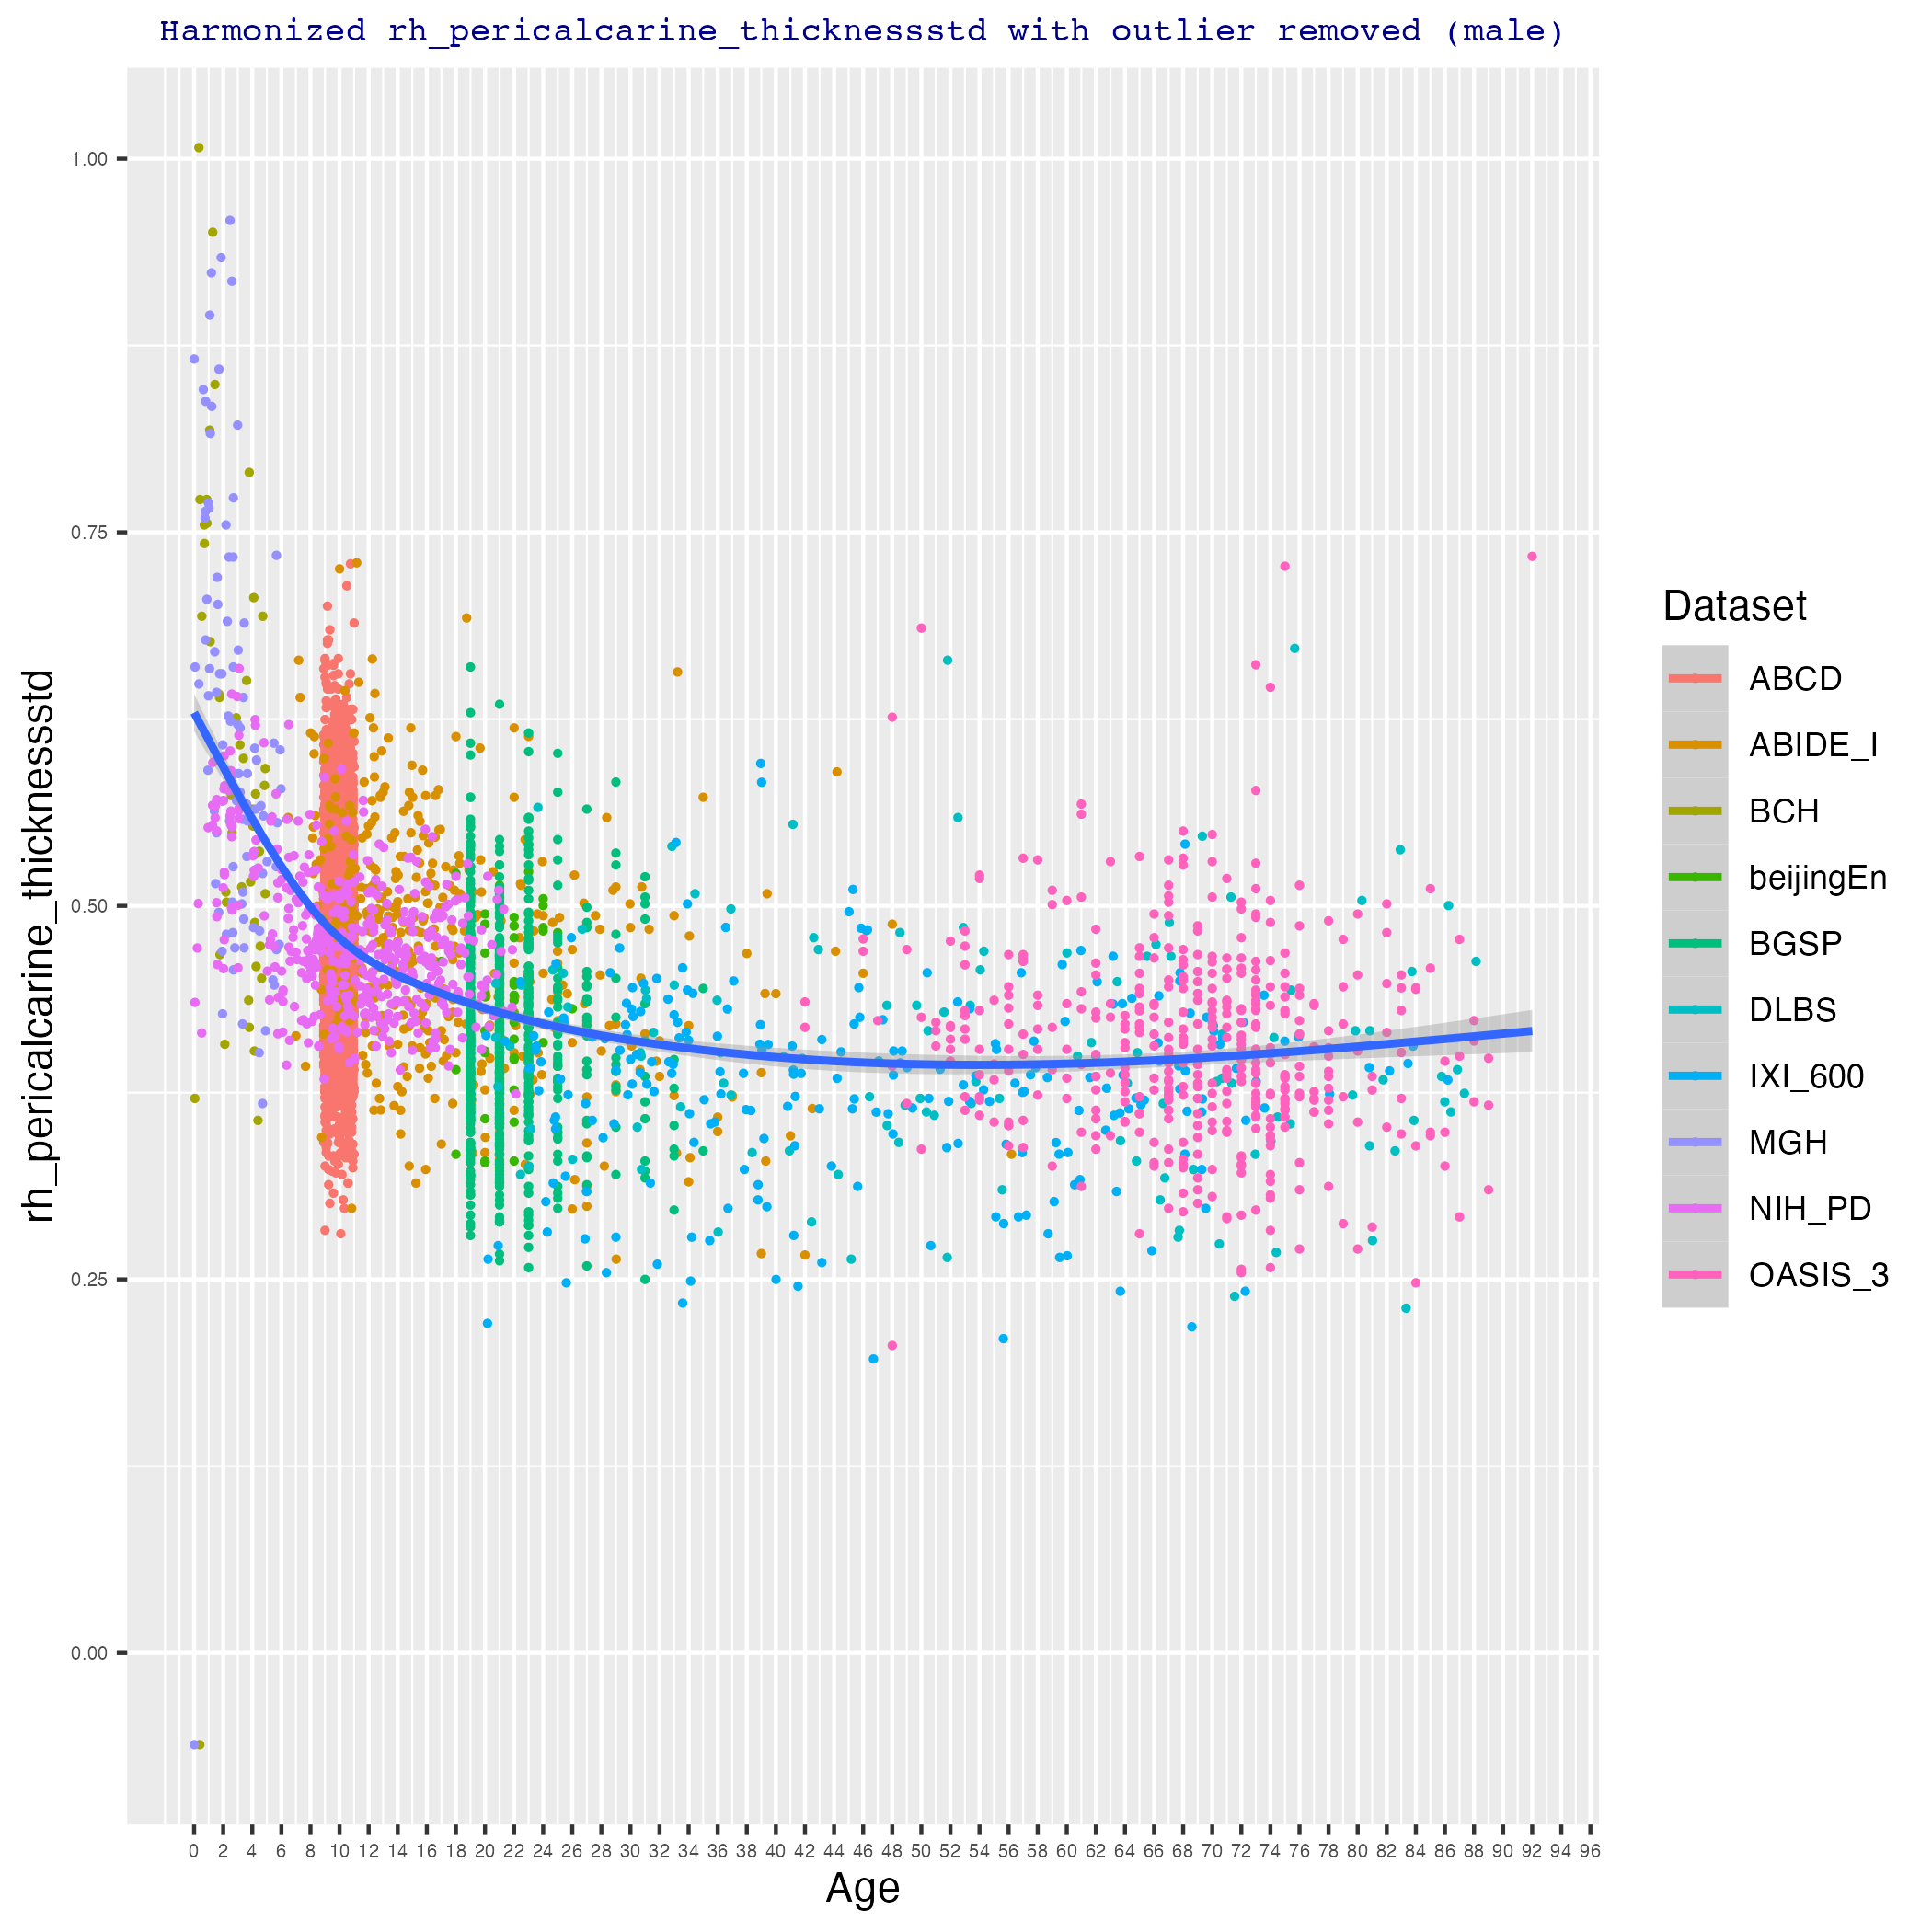 Harmonized rh_pericalcarine_thicknessstd with outlier removed (male)
rh_pericalcarine_thicknessstd
1.00
0.75
0.50
0.25
0.00
0 2 4 6 8 10 12 14 16 18 20 22 24 26 28 30 32 34 36 38 40 42 44 46 48 50 52 54 56 58 60 62 64 66 68 70 72 74 76 78 80 82 84 86 88 90 92 94 96
Age
Dataset
ABCD
ABIDE_I
BCH
beijingEn
BGSP
DLBS
IXI_600
MGH
NIH_PD
OASIS_3